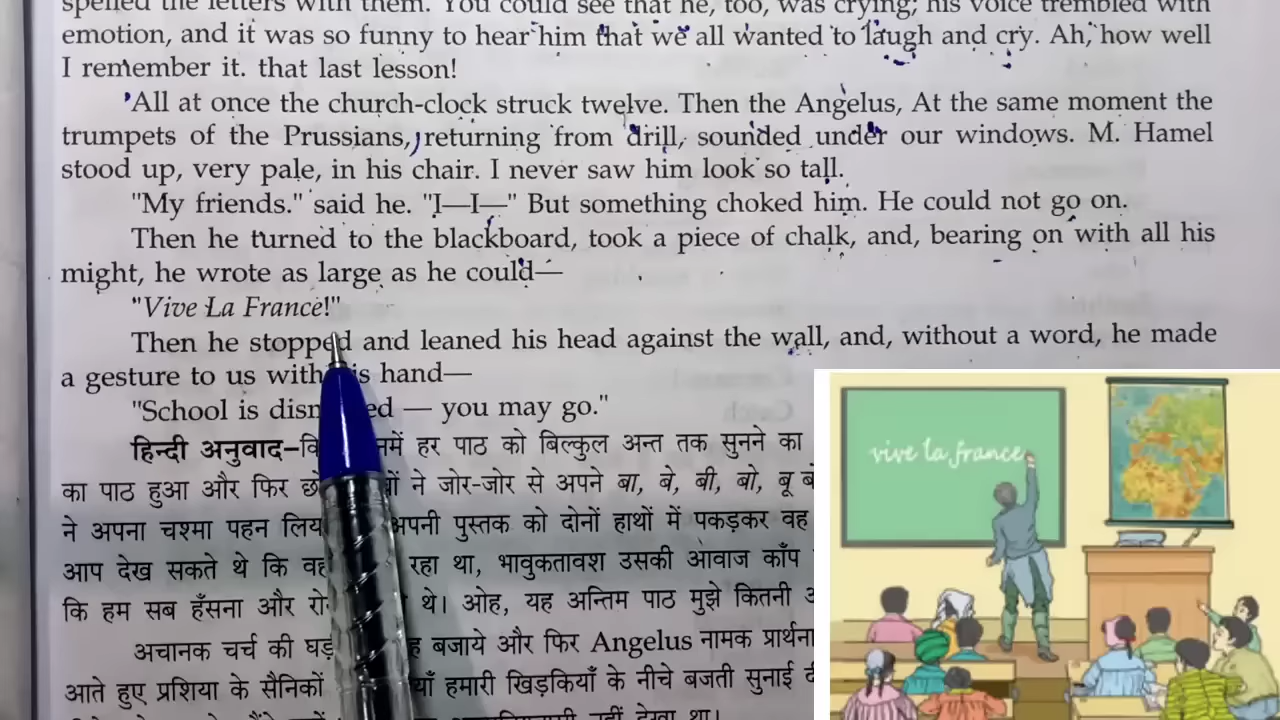 spelled the letters with them. You could see that he, too, was crying; his voice trembled with
emotion, and it was so funny to hear him that we all wanted to laugh and cry. Ah, how well
I remember it. that last lesson!
All at once the church-clock struck twelve. Then the Angelus, At the same moment the
trumpets of the Prussians, returning from drill, sounded under our windows. M. Hamel
stood up, very pale, in his chair. I never saw him look so tall.
"My friends." said he. "I—I—" But something choked him. He could not go on.
Then he turned to the blackboard, took a piece of chalk, and, bearing on with all his
might, he wrote as large as he could—
"Vive La France!"
Then he stopped and leaned his head against the wall, and, without a word, he made
a gesture to us with his hand—
"School is dismissed — you may go."
हिन्दी अनुवाद– हर पाठ को बिल्कुल अन्त तक सुनने का
का पाठ हुआ और फिर ने जोर-जोर से अपने बा, बे, बी, बो, बू
ने अपना चश्मा पहन अपनी पुस्तक को दोनों हाथों में पकड़कर वह
आप देख सकते थे कि रहा था, भावुकतावश उसकी आवाज काँप
कि हम सब हँसना और थे। ओह, यह अन्तिम पाठ मुझे कितनी
अचानक चर्च की बजाये और फिर Angelus नामक
आते हुए प्रशिया के सैनिकों हमारी खिड़कियों के नीचे बजती सुनाई
नहीं देखा था।
vive la france